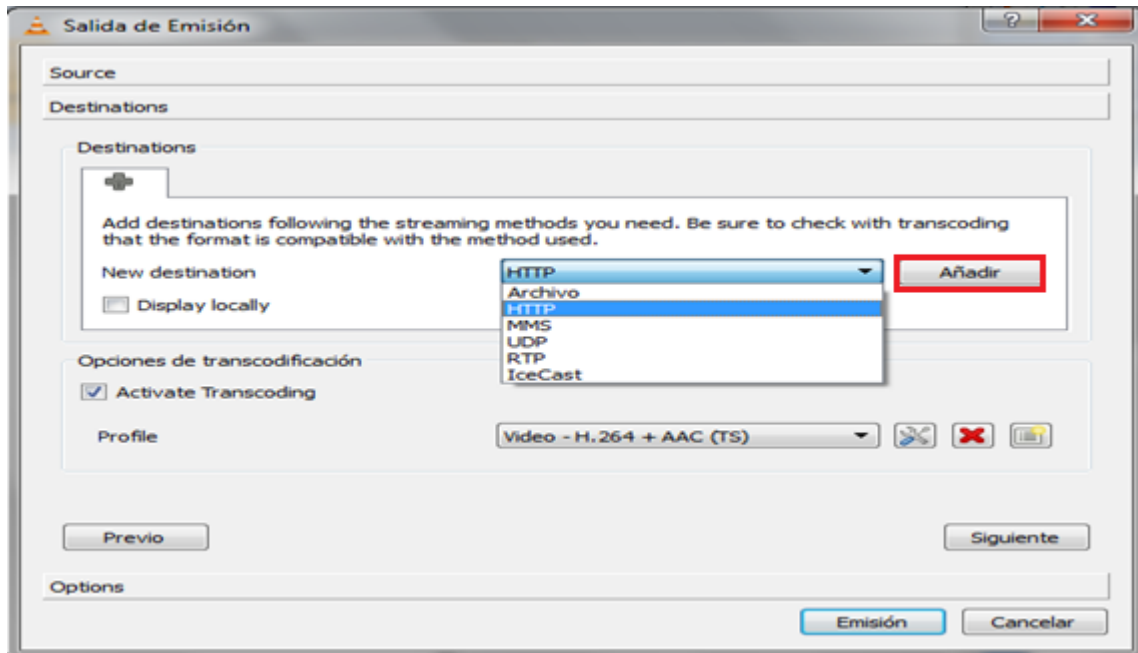 Salida de Emisión
Source
Destinations
Destinations
Add destinations following the streaming methods you need. Be sure to check with transcoding
that the format is compatible with the method used.
New destination HTTP Añadir
Display locally
Archivo
HTTP
MMS
UDP
RTP
IceCast
Opciones de transcodificación
Activate Transcoding
Profile Video - H.264 + AAC (TS)
Previo Siguiente
Options
Emisión Cancelar